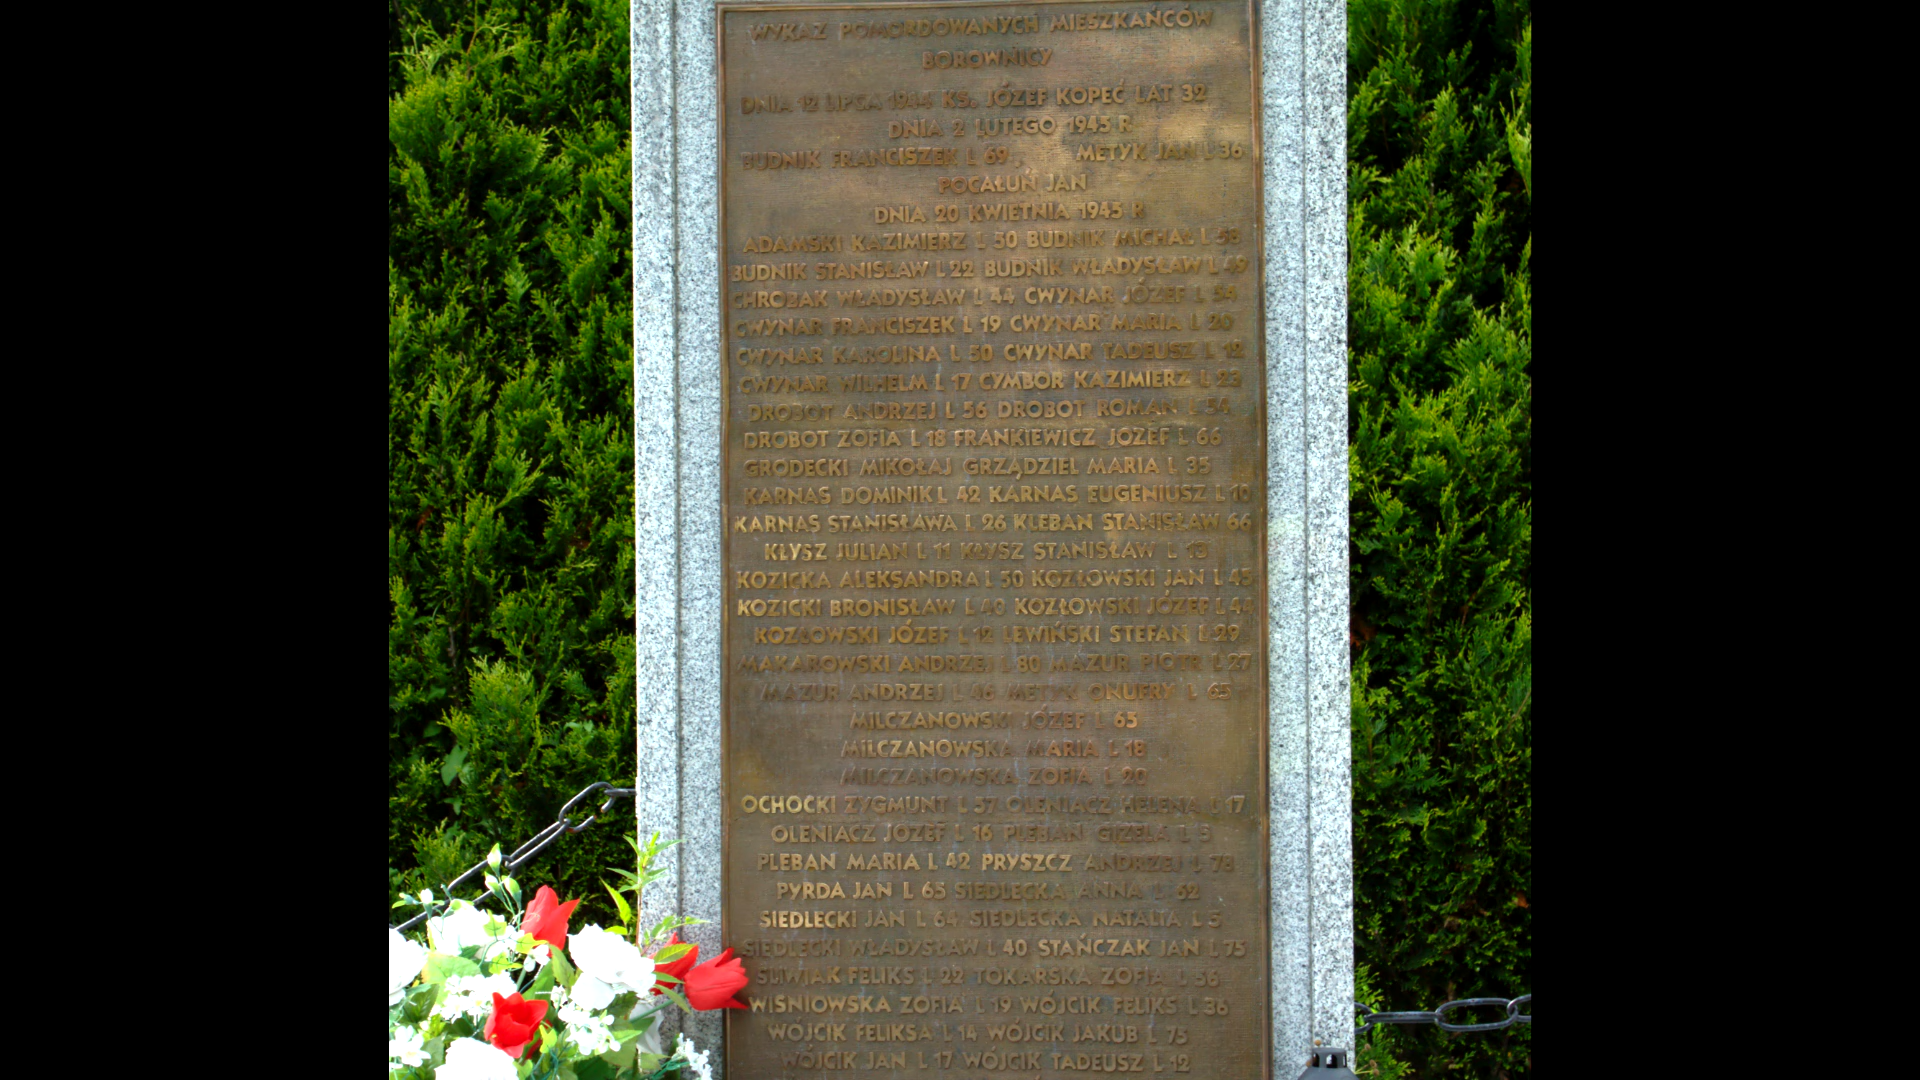 WYKAZ POMORDOWANYCH MIESZKAŃCÓW
BOROWNICY
DNIA 12 LIPCA 1944 KS. JÓZEF KOPEĆ LAT 32
DNIA 2 LUTEGO 1945 R
BUDNIK FRANCISZEK L 69 METYK JAN L 36
POCAŁUŃ JAN
DNIA 20 KWIETNIA 1945 R
ADAMSKI KAZIMIERZ L 30 BUDNIK MICHAŁ L 58
BUDNIK STANISŁAW L 22 BUDNIK WŁADYSŁAW L 49
CHROBAK WŁADYSŁAW L 44 CWYNAR JÓZEF L 54
CWYNAR FRANCISZEK L 19 CWYNAR MARIA L 20
CWYNAR KAROLINA L 50 CWYNAR TADEUSZ L 12
CWYNAR WILHELM L 17 CYMBOR KAZIMIERZ L 23
DROBOT ANDRZEJ L 56 DROBOT ROMAN L 54
DROBOT ZOFIA L 18 FRANKIEWICZ JÓZEF L 66
GRODECKI MIKOŁAJ GRZĄDZIEL MARIA L 35
KARNAS DOMINIK L 42 KARNAS EUGENIUSZ L 10
KARNAS STANISŁAWA L 26 KLEBAN STANISŁAW 66
KŁYSZ JULIAN L 11 KŁYSZ STANISŁAW L 13
KOZICKA ALEKSANDRA L 30 KOZŁOWSKI JAN L 45
KOZICKI BRONISŁAW L 40 KOZŁOWSKI JÓZEF L 44
KOZŁOWSKI JÓZEF L 12 LEWIŃSKI STEFAN L 29
MAKAROWSKI ANDRZEJ L 80 MAZUR PIOTR L 27
MAZUR ANDRZEJ L 16 METYK ONUFRY L 65
MILCZANOWSKI JÓZEF L 65
MILCZANOWSKA MARIA L 18
MILCZANOWSKA ZOFIA L 20
OCHOCKI ZYGMUNT L 57 OLENIACZ HELENA L 17
OLENIACZ JÓZEF L 16 PLEBAN GIZELA L 3
PLEBAN MARIA L 42 PRYSZCZ ANDRZEJ L 78
PYRDA JAN L 65 SIEDLECKA ANNA L 62
SIEDLECKI JAN L 64 SIEDLECKA NATALIA L 5
SIEDLECKI WŁADYSŁAW L 40 STAŃCZAK JAN L 75
ŚLIWIAK FELIKS L 22 TOKARSKA ZOFIA L 56
WIŚNIOWSKA ZOFIA L 19 WÓJCIK FELIKS L 36
WÓJCIK FELIKSA L 14 WÓJCIK JAKUB L 75
WÓJCIK JAN L 17 WÓJCIK TADEUSZ L 12